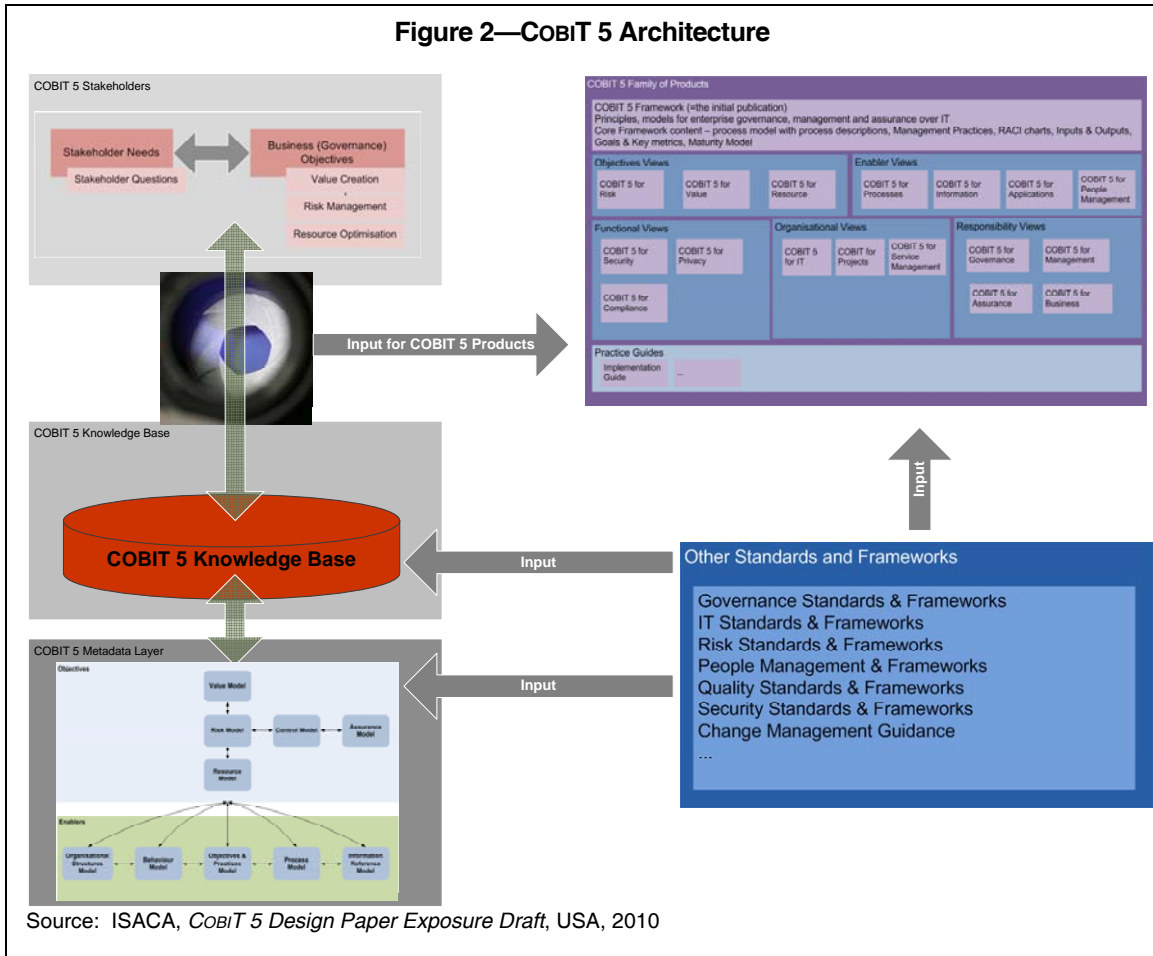 Figure 2—COBIT 5 Architecture
COBIT 5 Stakeholders
Stakeholder Needs
Stakeholder Questions
Business (Governance)
Objectives
Value Creation
Risk Management
Resource Optimisation
Input for COBIT 5 Products
COBIT 5 Family of Products
COBIT 5 Framework (=the initial publication)
Principles, models for enterprise governance, management and assurance over IT
Core Framework content – process model with process descriptions, Management Practices, RACI charts, Inputs & Outputs,
Goals & Key metrics, Maturity Model
Objectives Views
COBIT 5 for
Risk
COBIT 5 for
Value
COBIT 5 for
Resource
Enabler Views
COBIT 5 for
Processes
COBIT 5 for
Information
COBIT 5 for
Applications
COBIT 5 for
People
Management
Functional Views
COBIT 5 for
Security
COBIT 5 for
Privacy
COBIT 5 for
Compliance
Organisational Views
COBIT 5
for IT
COBIT for
Projects
COBIT 5 for
Service
Management
Responsibility Views
COBIT 5 for
Governance
COBIT 5 for
Management
COBIT 5 for
Assurance
COBIT 5 for
Business
Practice Guides
Implementation
Guide
...
COBIT 5 Knowledge Base
COBIT 5 Knowledge Base
Input
Input
Input
Other Standards and Frameworks
Governance Standards & Frameworks
IT Standards & Frameworks
Risk Standards & Frameworks
People Management & Frameworks
Quality Standards & Frameworks
Security Standards & Frameworks
Change Management Guidance
...
COBIT 5 Metadata Layer
Objectives
Value Model
Risk Model
Control Model
Assurance
Model
Resource
Model
Enablers
Organisational
Structures
Model
Behaviour
Model
Objectives &
Practises
Model
Process
Model
Information
Reference
Model
Source: ISACA, COBIT 5 Design Paper Exposure Draft, USA, 2010